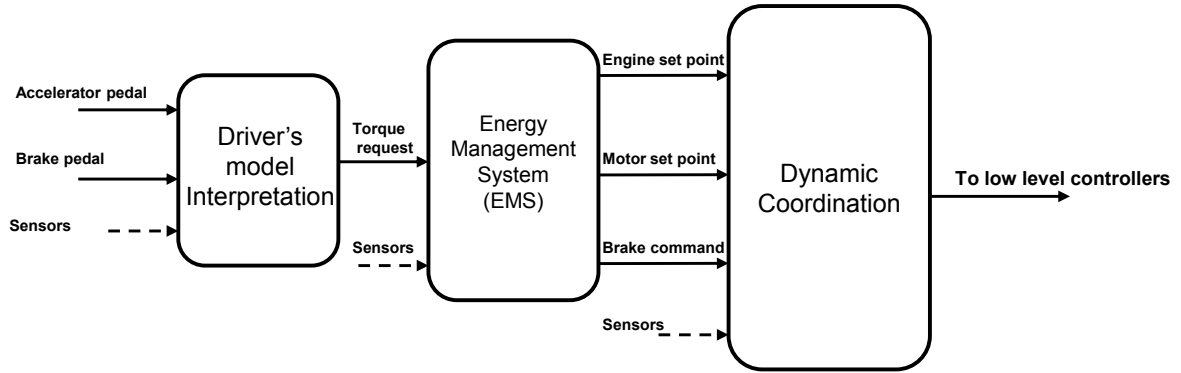 Accelerator pedal
Brake pedal
Sensors
Driver's
model
Interpretation
Torque
request
Sensors
Energy
Management
System
(EMS)
Engine set point
Motor set point
Brake command
Sensors
Dynamic
Coordination
To low level controllers